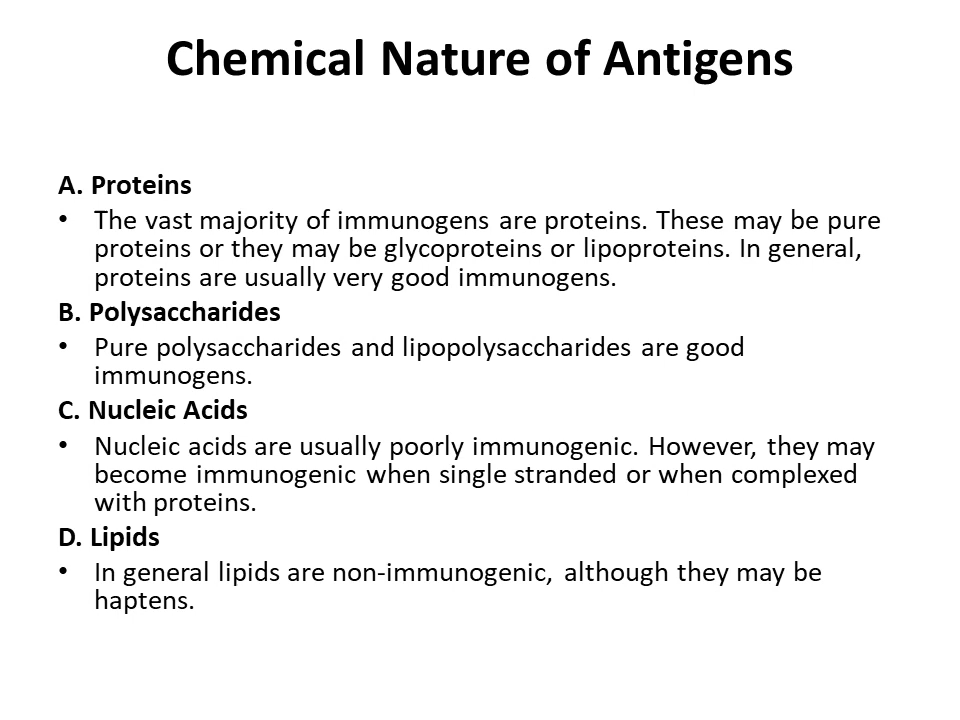 Chemical Nature of Antigens
A. Proteins
• The vast majority of immunogens are proteins. These may be pure
proteins or they may be glycoproteins or lipoproteins. In general,
proteins are usually very good immunogens.
B. Polysaccharides
• Pure polysaccharides and lipopolysaccharides are good
immunogens.
C. Nucleic Acids
• Nucleic acids are usually poorly immunogenic. However, they may
become immunogenic when single stranded or when complexed
with proteins.
D. Lipids
• In general lipids are non-immunogenic, although they may be
haptens.